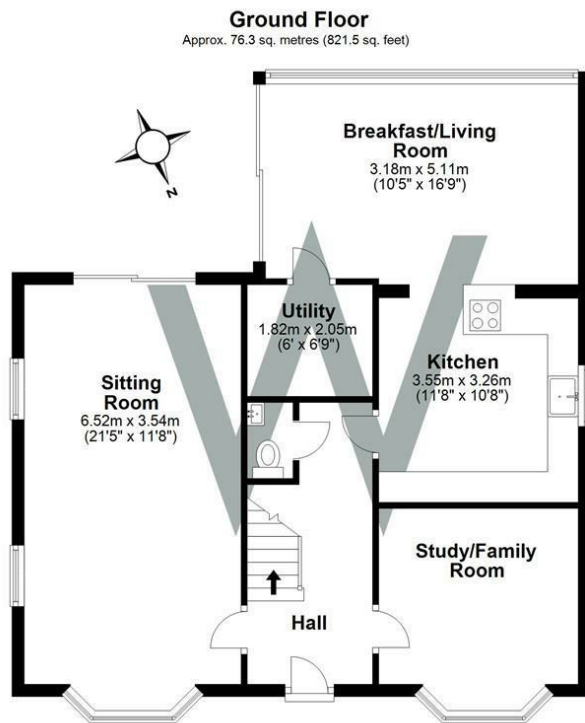 Ground Floor
Approx. 76.3 sq. metres (821.5 sq. feet)
N
Breakfast/Living
Room
3.18m x 5.11m
(10'5" x 16'9")
Utility
1.82m x 2.05m
(6' x 6'9")
Kitchen
3.55m x 3.26m
(11'8" x 10'8")
Sitting
Room
6.52m x 3.54m
(21'5" x 11'8")
Study/Family
Room
Hall
W